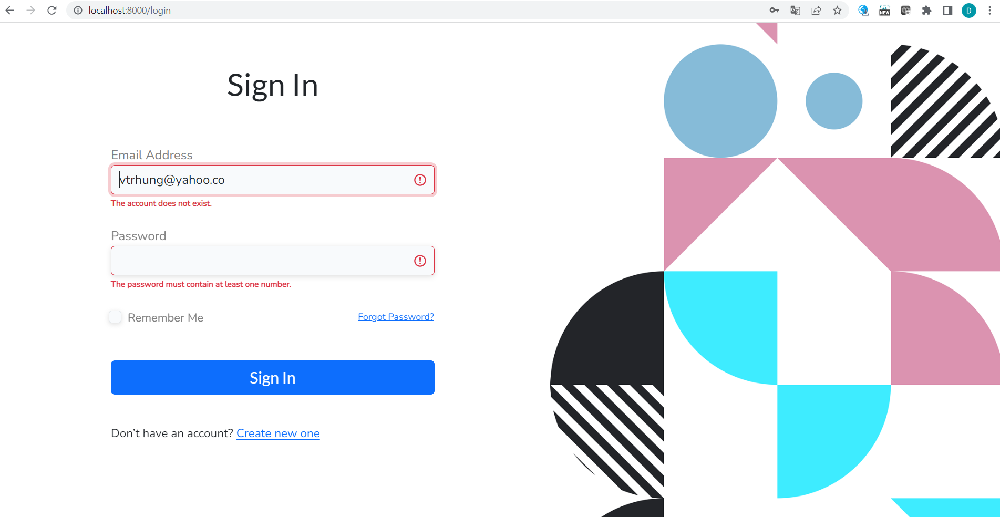 localhost:8000/login
NEW
D
Sign In
Email Address
vtrhung@yahoo.co
The account does not exist.
Password
The password must contain at least one number.
Remember Me
Forgot Password?
Sign In
Don’t have an account? Create new one